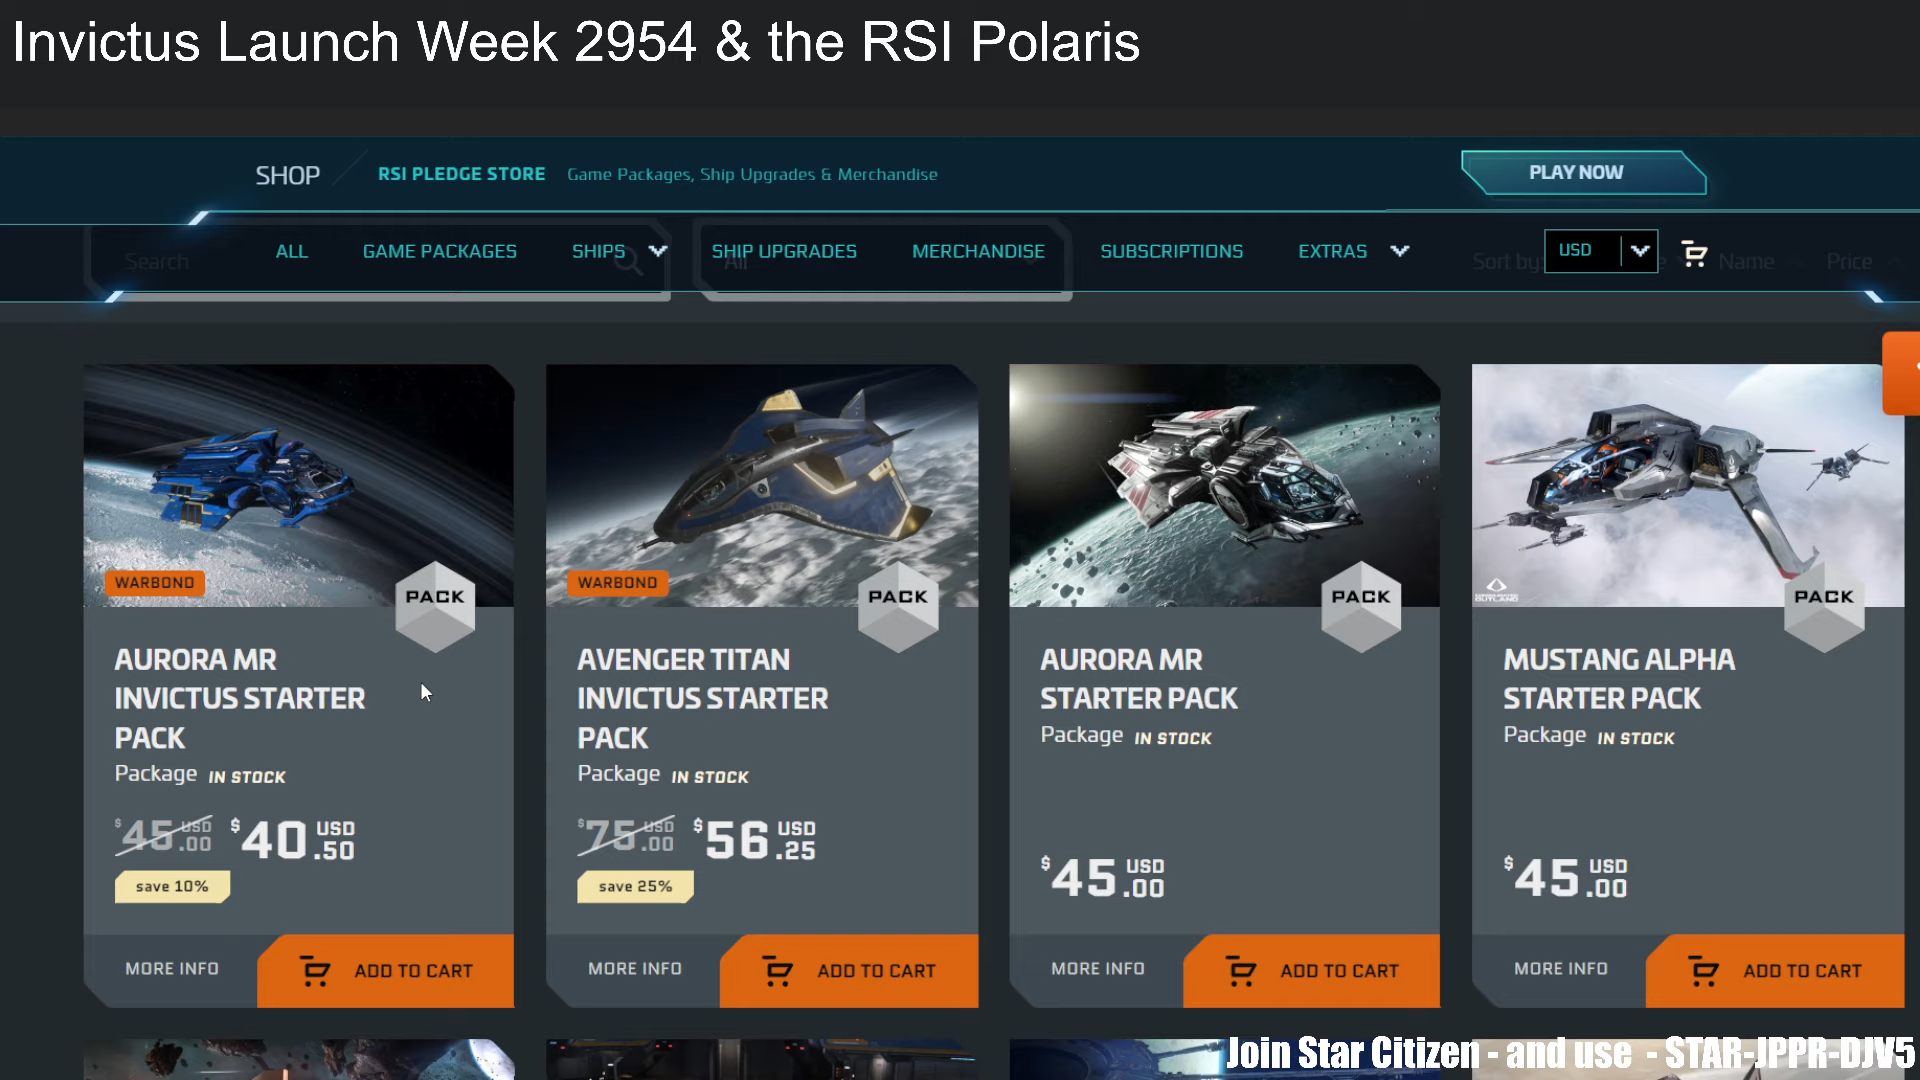 Invictus Launch Week 2954 & the RSI Polaris
SHOP RSI PLEDGE STORE Game Packages, Ship Upgrades & Merchandise PLAY NOW
ALL GAME PACKAGES SHIPS SHIP UPGRADES MERCHANDISE SUBSCRIPTIONS EXTRAS USD
Search All Sort by: Name Price
WARBOND PACK WARBOND PACK PACK PACK
AURORA MR
INVICTUS STARTER
PACK
Package IN STOCK
$45.00 USD $40.50 USD
save 10%
MORE INFO ADD TO CART
AVENGER TITAN
INVICTUS STARTER
PACK
Package IN STOCK
$75.00 USD $56.25 USD
save 25%
MORE INFO ADD TO CART
AURORA MR
STARTER PACK
Package IN STOCK
$45.00 USD
MORE INFO ADD TO CART
MUSTANG ALPHA
STARTER PACK
Package IN STOCK
$45.00 USD
MORE INFO ADD TO CART
Join Star Citizen - and use - STAR-JPPR-DJV5